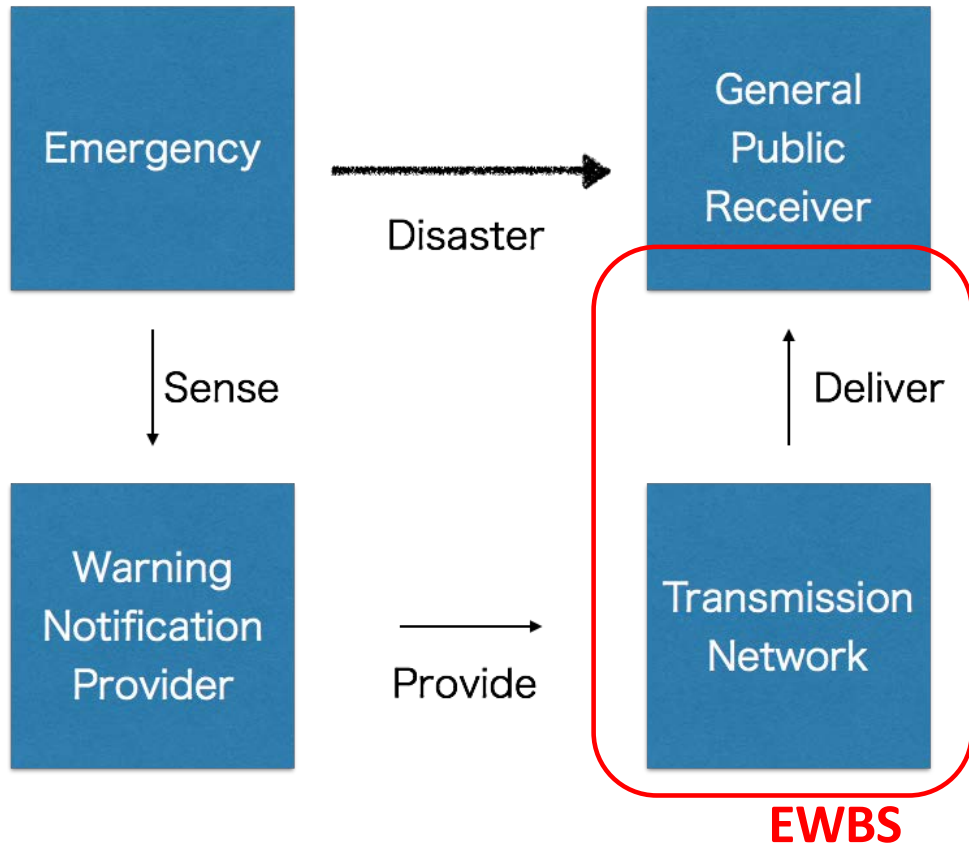 Emergency
General
Public
Receiver
Disaster
Sense
Deliver
Warning
Notification
Provider
Provide
Transmission
Network
EWBS